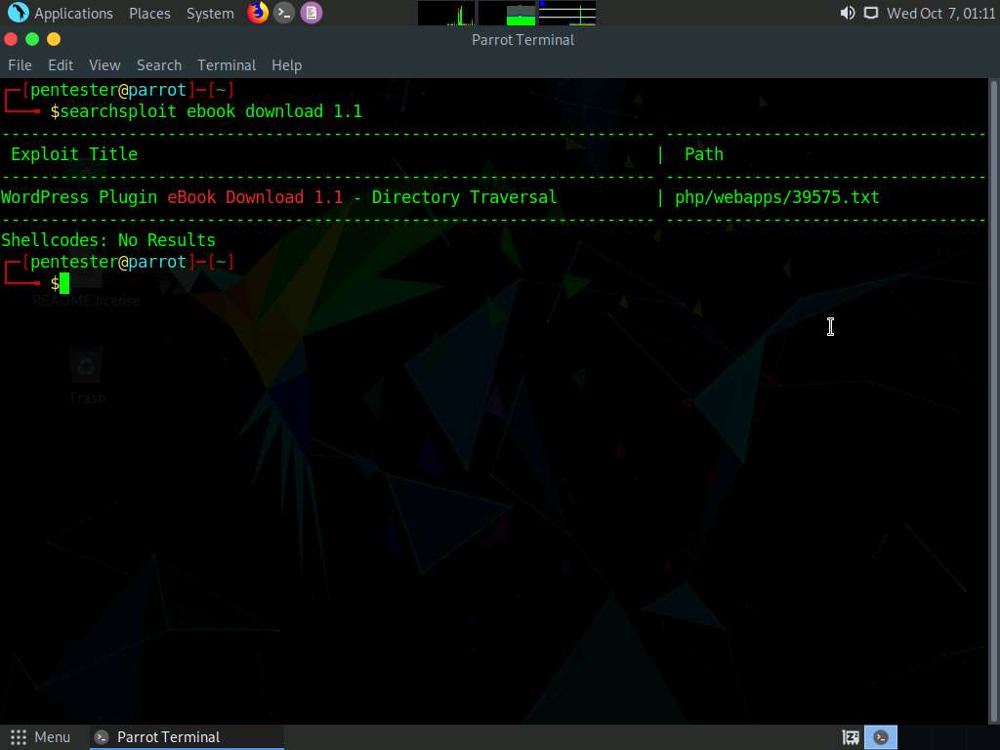 Applications Places System Wed Oct 7, 01:11
Parrot Terminal
File Edit View Search Terminal Help
┌─[pentester@parrot]─[~]
└──╼ $searchsploit ebook download 1.1
------------------------------------------------------------------- ---------------------------------
Exploit Title | Path
------------------------------------------------------------------- ---------------------------------
WordPress Plugin eBook Download 1.1 - Directory Traversal | php/webapps/39575.txt
------------------------------------------------------------------- ---------------------------------
Shellcodes: No Results
┌─[pentester@parrot]─[~]
└──╼ $
README.license
Trash
Menu Parrot Terminal